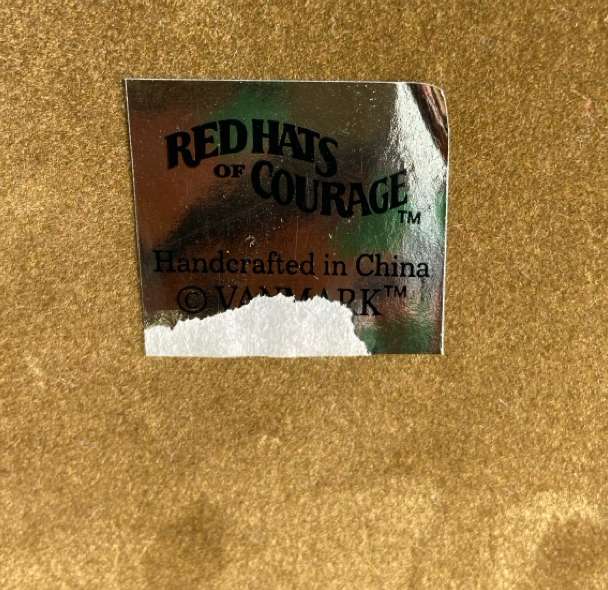 RED HATS
OF COURAGE™
Handcrafted in China
© VANMARK™